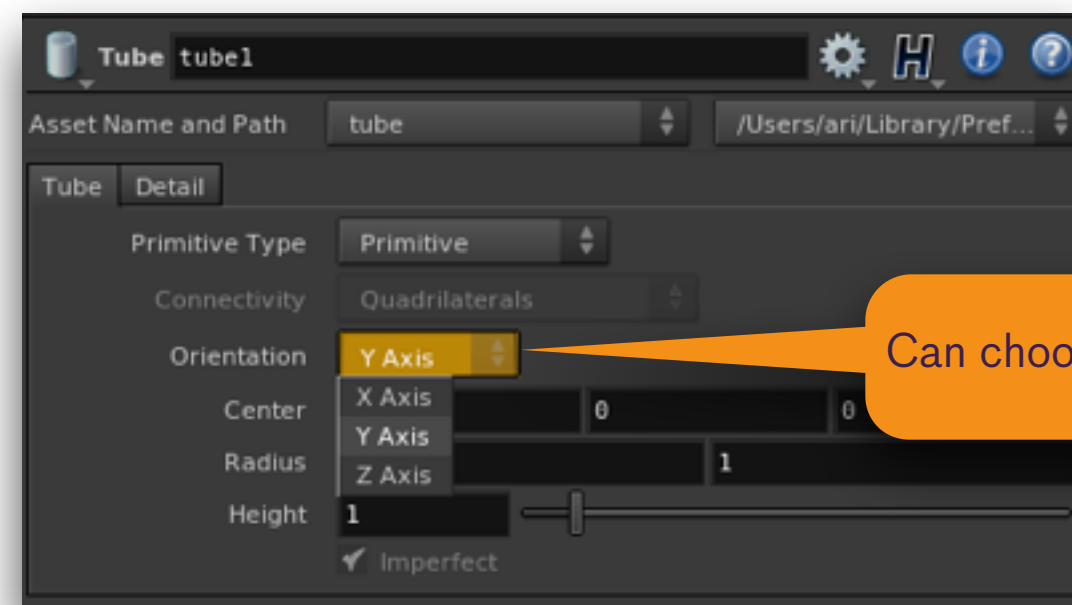 Tube tube1
Asset Name and Path tube /Users/ari/Library/Pref...
Tube Detail
Primitive Type Primitive
Connectivity Quadrilaterals
Orientation Y Axis
Can choo
X Axis
Center 0 0
Y Axis
Radius 1
Z Axis
Height 1
Imperfect